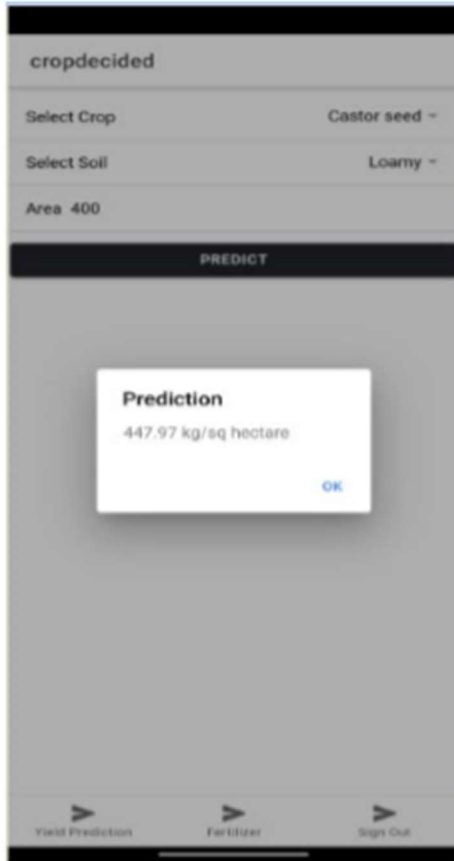 cropdecided
Select Crop Castor seed
Select Soil Loamy
Area 400
PREDICT
Prediction
447.97 kg/sq hectare
OK
Yield Prediction Fertilizer Sign Out